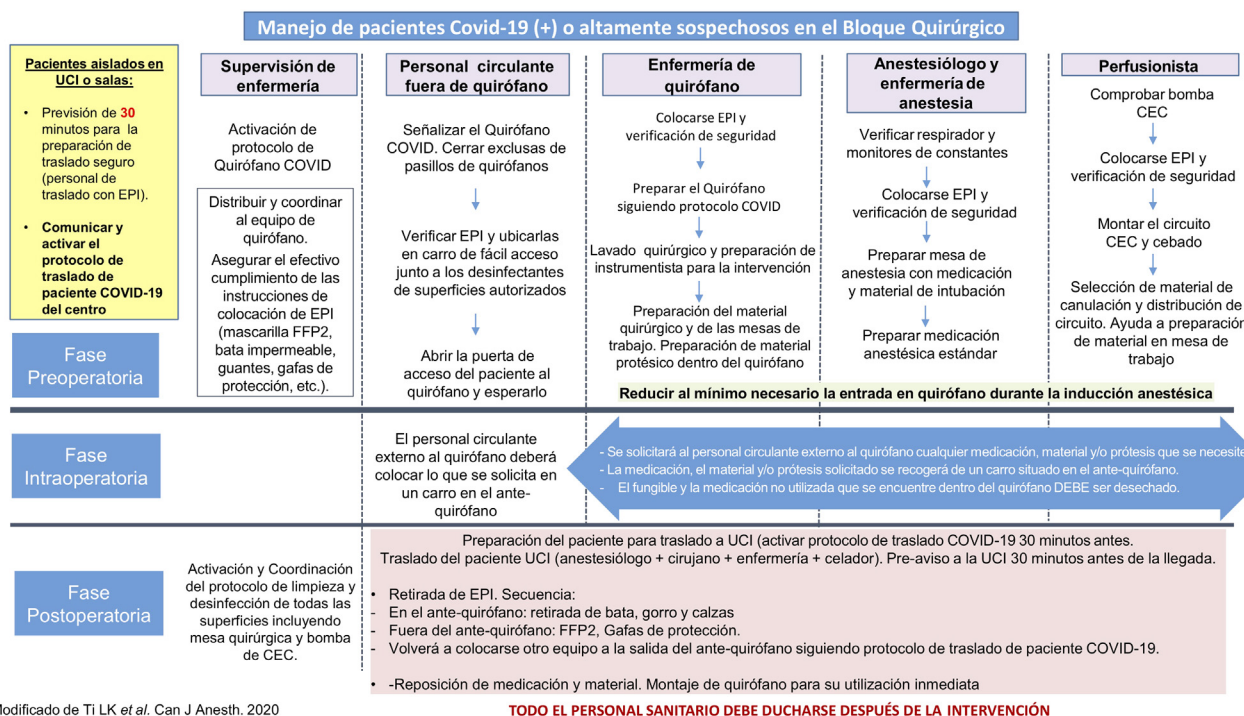 Manejo de pacientes Covid-19 (+) o altamente sospechosos en el Bloque Quirúrgico
Pacientes aislados en
UCI o salas:
• Previsión de 30
minutos para la
preparación de
traslado seguro
(personal de
traslado con EPI).
• Comunicar y
activar el
protocolo de
traslado de
paciente COVID-19
del centro
Fase
Preoperatoria
Supervisión de
enfermería
Activación de
protocolo de
Quirófano COVID
Distribuir y coordinar
al equipo de
quirófano.
Asegurar el efectivo
cumplimiento de las
instrucciones de
colocación de EPI
(mascarilla FFP2,
bata impermeable,
guantes, gafas de
protección, etc.).
Personal circulante
fuera de quirófano
Señalizar el Quirófano
COVID. Cerrar exclusas de
pasillos de quirófanos
Verificar EPI y ubicarlas
en carro de fácil acceso
junto a los desinfectantes
de superficies autorizados
Abrir la puerta de
acceso del paciente al
quirófano y esperarlo
Enfermería de
quirófano
Colocarse EPI y
verificación de seguridad
Preparar el Quirófano
siguiendo protocolo COVID
Lavado quirúrgico y preparación de
instrumentista para la intervención
Preparación del material
quirúrgico y de las mesas de
trabajo. Preparación de material
protésico dentro del quirófano
Anestesiólogo y
enfermería de
anestesia
Verificar respirador y
monitores de constantes
Colocarse EPI y
verificación de seguridad
Preparar mesa de
anestesia con medicación
y material de intubación
Preparar medicación
anestésica estándar
Perfusionista
Comprobar bomba
CEC
Colocarse EPI y
verificación de seguridad
Montar el circuito
CEC y cebado
Selección de material de
canulación y distribución de
circuito. Ayuda a preparación
de material en mesa de
trabajo
Reducir al mínimo necesario la entrada en quirófano durante la inducción anestésica
Fase
Intraoperatoria
El personal circulante
externo al quirófano deberá
colocar lo que se solicita en
un carro en el ante-
quirófano
- Se solicitará al personal circulante externo al quirófano cualquier medicación, material y/o prótesis que se necesite
- La medicación, el material y/o prótesis solicitado se recogerá de un carro situado en el ante-quirófano.
- El fungible y la medicación no utilizada que se encuentre dentro del quirófano DEBE ser desechado.
Fase
Postoperatoria
Activación y Coordinación
del protocolo de limpieza y
desinfección de todas las
superficies incluyendo
mesa quirúrgica y bomba
de CEC.
Preparación del paciente para traslado a UCI (activar protocolo de traslado COVID-19 30 minutos antes.
Traslado del paciente UCI (anestesiólogo + cirujano + enfermería + celador). Pre-aviso a la UCI 30 minutos antes de la llegada.
• Retirada de EPI. Secuencia:
- En el ante-quirófano: retirada de bata, gorro y calzas
- Fuera del ante-quirófano: FFP2, Gafas de protección.
- Volverá a colocarse otro equipo a la salida del ante-quirófano siguiendo protocolo de traslado de paciente COVID-19.
• -Reposición de medicación y material. Montaje de quirófano para su utilización inmediata
Modificado de Ti LK et al. Can J Anesth. 2020
TODO EL PERSONAL SANITARIO DEBE DUCHARSE DESPUÉS DE LA INTERVENCIÓN